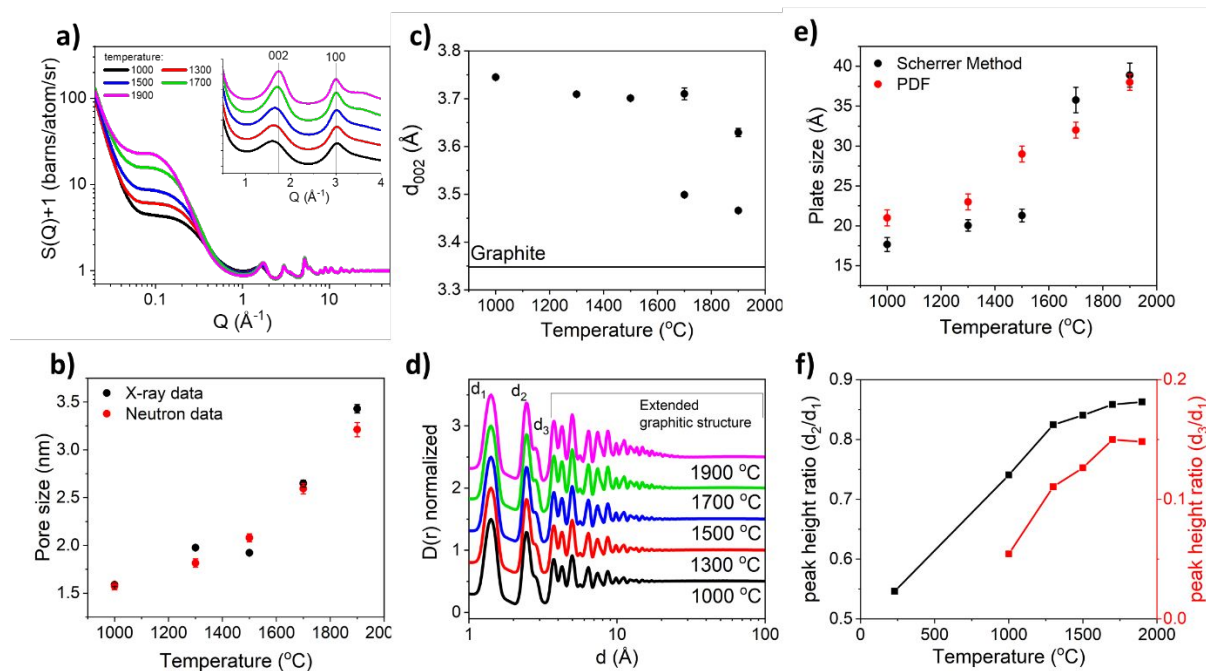 a)
temperature:
1000 1300
1500 1700
1900
002 100
0 2 4
Q (Å-1)
100
10
1
S(Q)+1 (barns/atom/sr)
0.1 1 10
Q (Å-1)
b)
X-ray data
Neutron data
3.5
3.0
2.5
2.0
1.5
Pore size (nm)
1000 1200 1400 1600 1800 200
Temperature (°C)
c)
3.8
3.7
3.6
3.5
3.4
3.3
d002 (Å)
Graphite
1000 1200 1400 1600 1800 2000
Temperature (°C)
d)
d1 d2
d3
Extended
graphitic structure
1900 °C
1700 °C
1500 °C
1300 °C
1000 °C
3
2
1
0
D(r) normalized
1 10 100
d (Å)
e)
Scherrer Method
PDF
40
35
30
25
20
15
Plate size (Å)
1000 1200 1400 1600 1800 2000
Temperature (°C)
f)
0.9
0.8
0.7
0.6
0.5
peak height ratio (d2/d1)
0.2
0.1
0.0
peak height ratio (d3/d1)
0 500 1000 1500 2000
Temperature (°C)